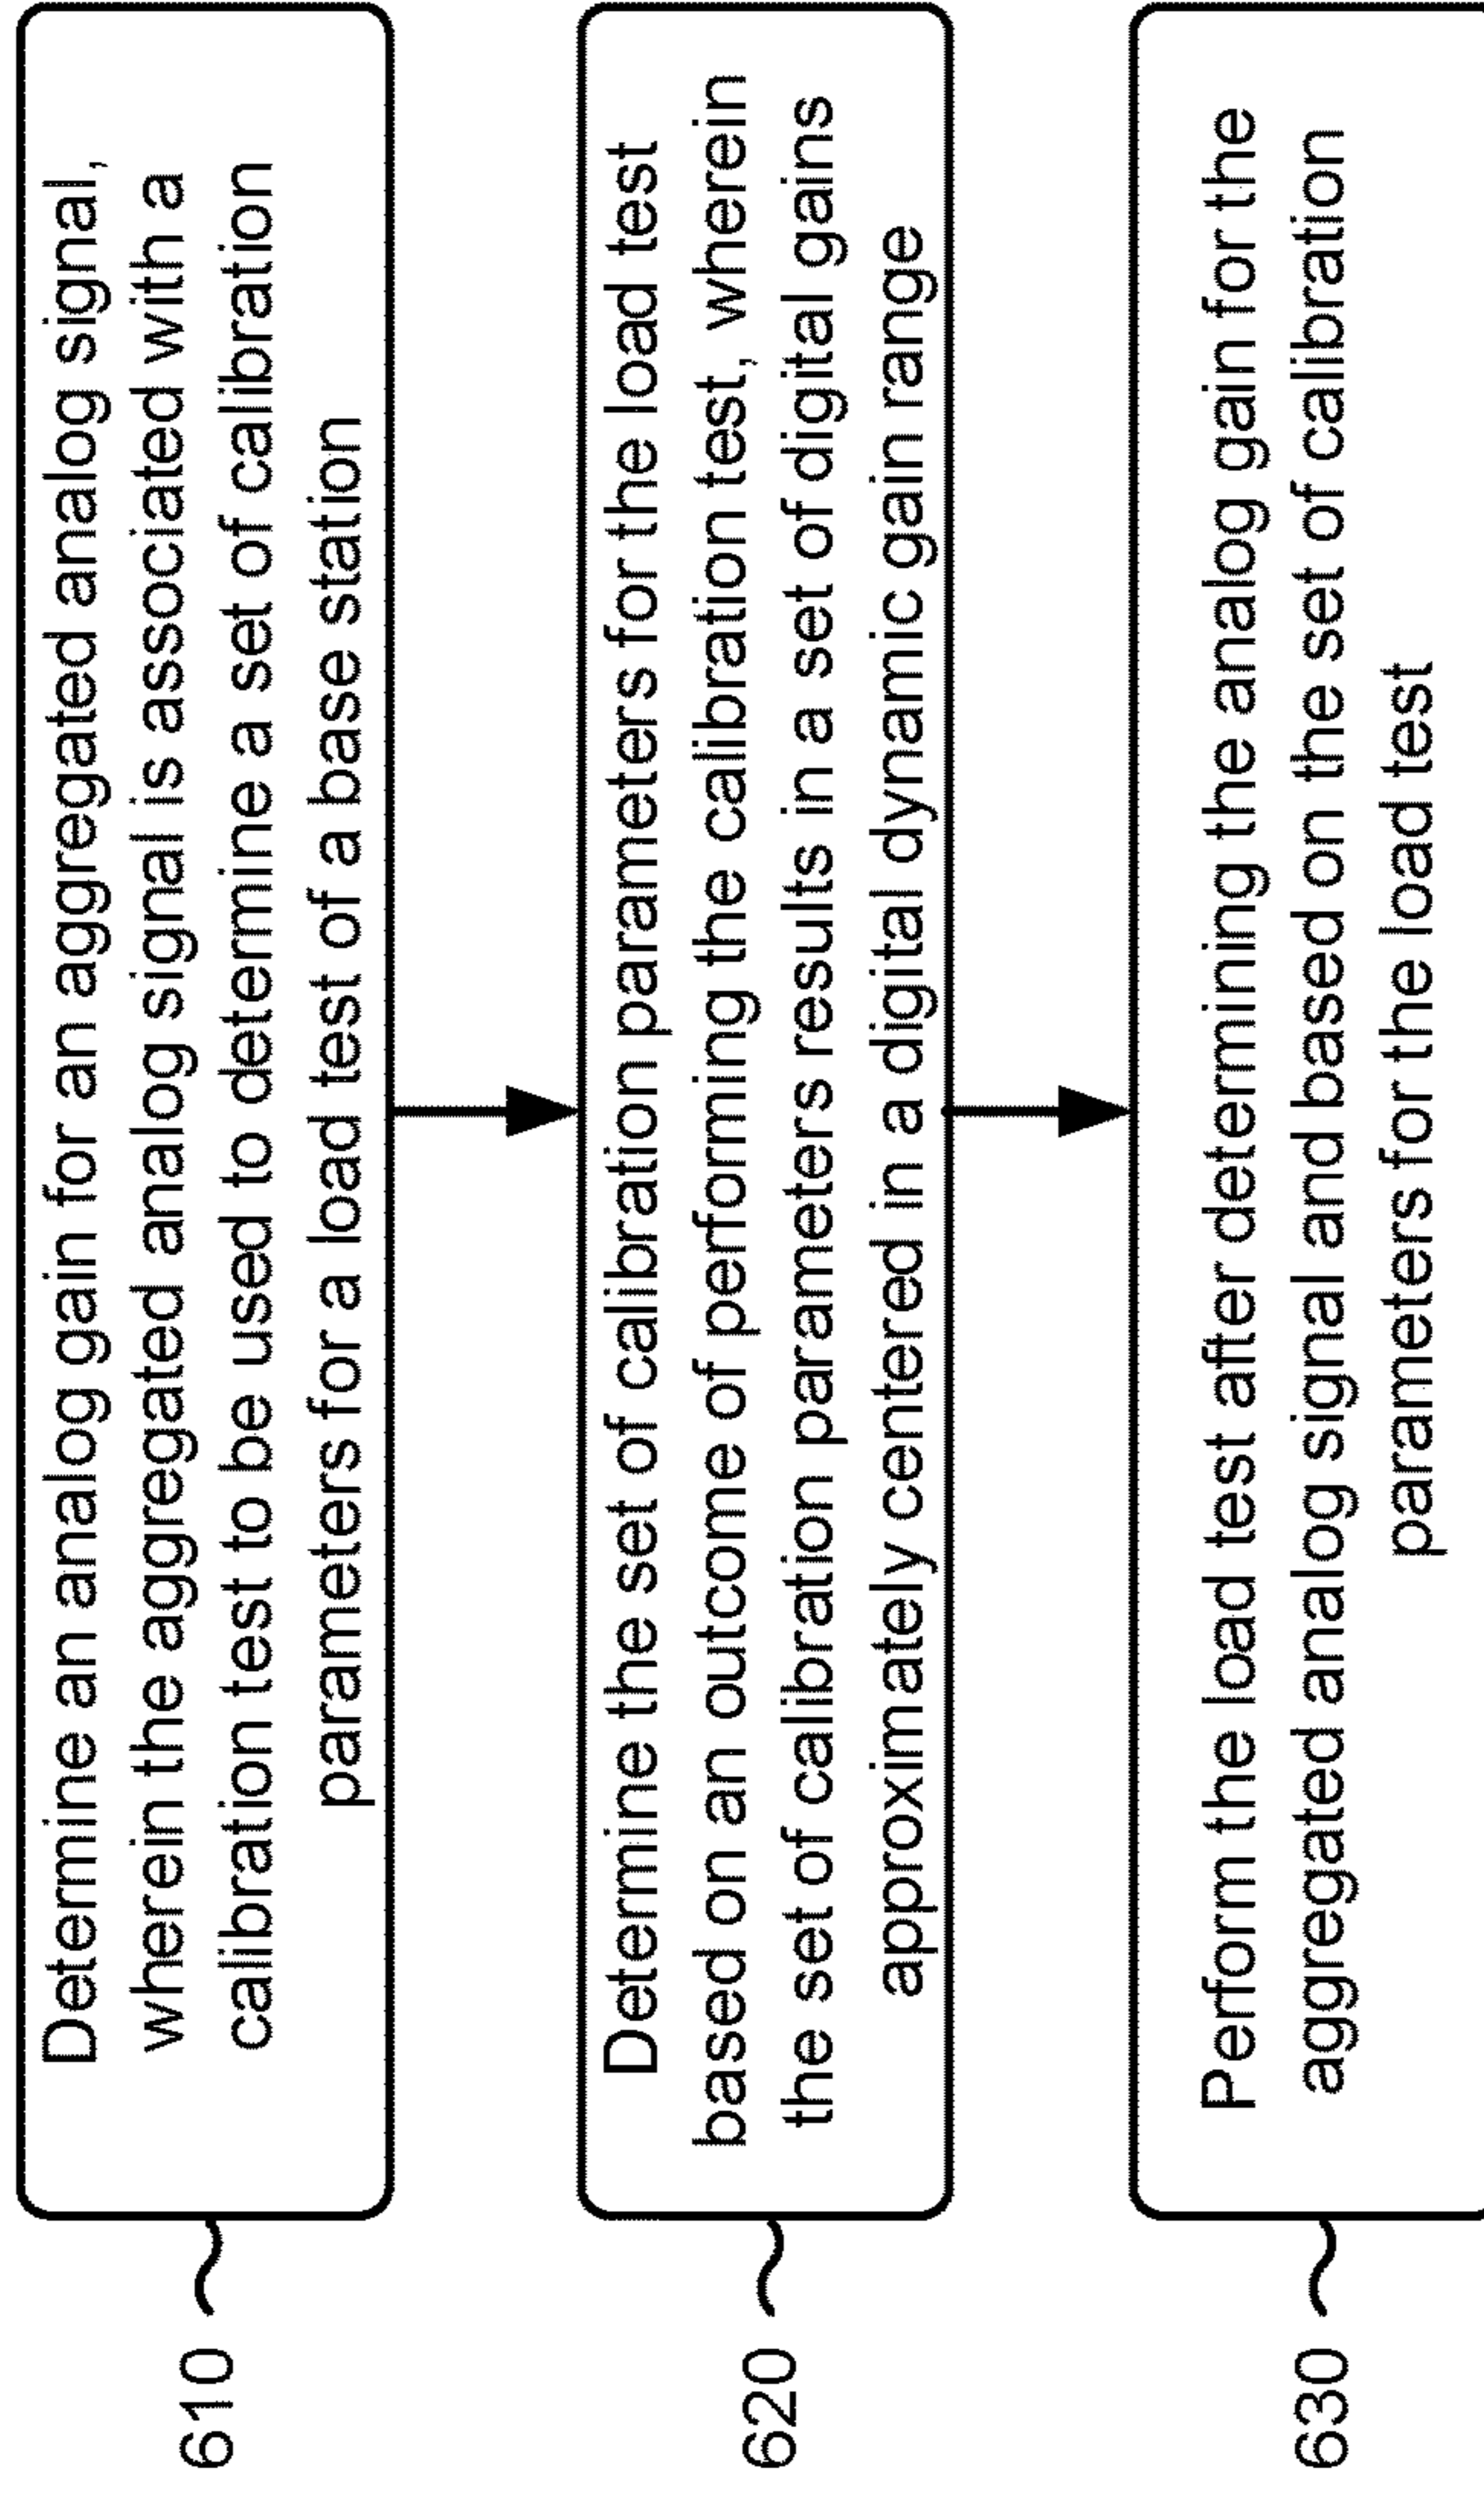 610
Determine an analog gain for an aggregated analog signal,
wherein the aggregated analog signal is associated with a
calibration test to be used to determine a set of calibration
parameters for a load test of a base station
620
Determine the set of calibration parameters for the load test
based on an outcome of performing the calibration test, wherein
the set of calibration parameters results in a set of digital gains
approximately centered in a digital dynamic gain range
630
Perform the load test after determining the analog gain for the
aggregated analog signal and based on the set of calibration
parameters for the load test